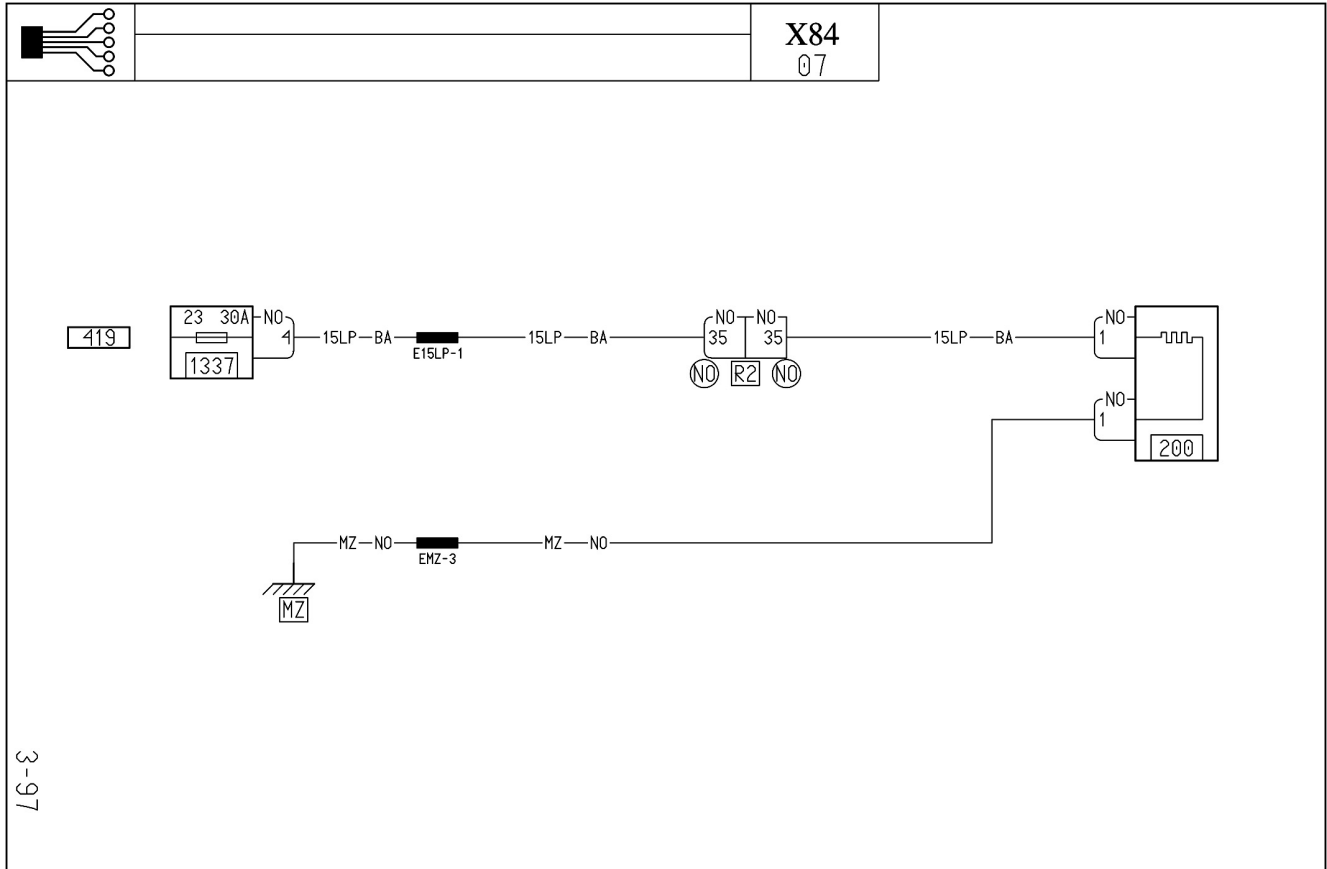 X84
07
419
23 30A NO
4
1337
15LP BA
E15LP-1
15LP BA
NO NO
35 35
NO R2 NO
15LP BA
NO
1
NO
1
200
MZ NO
EMZ-3
MZ NO
MZ
3-97